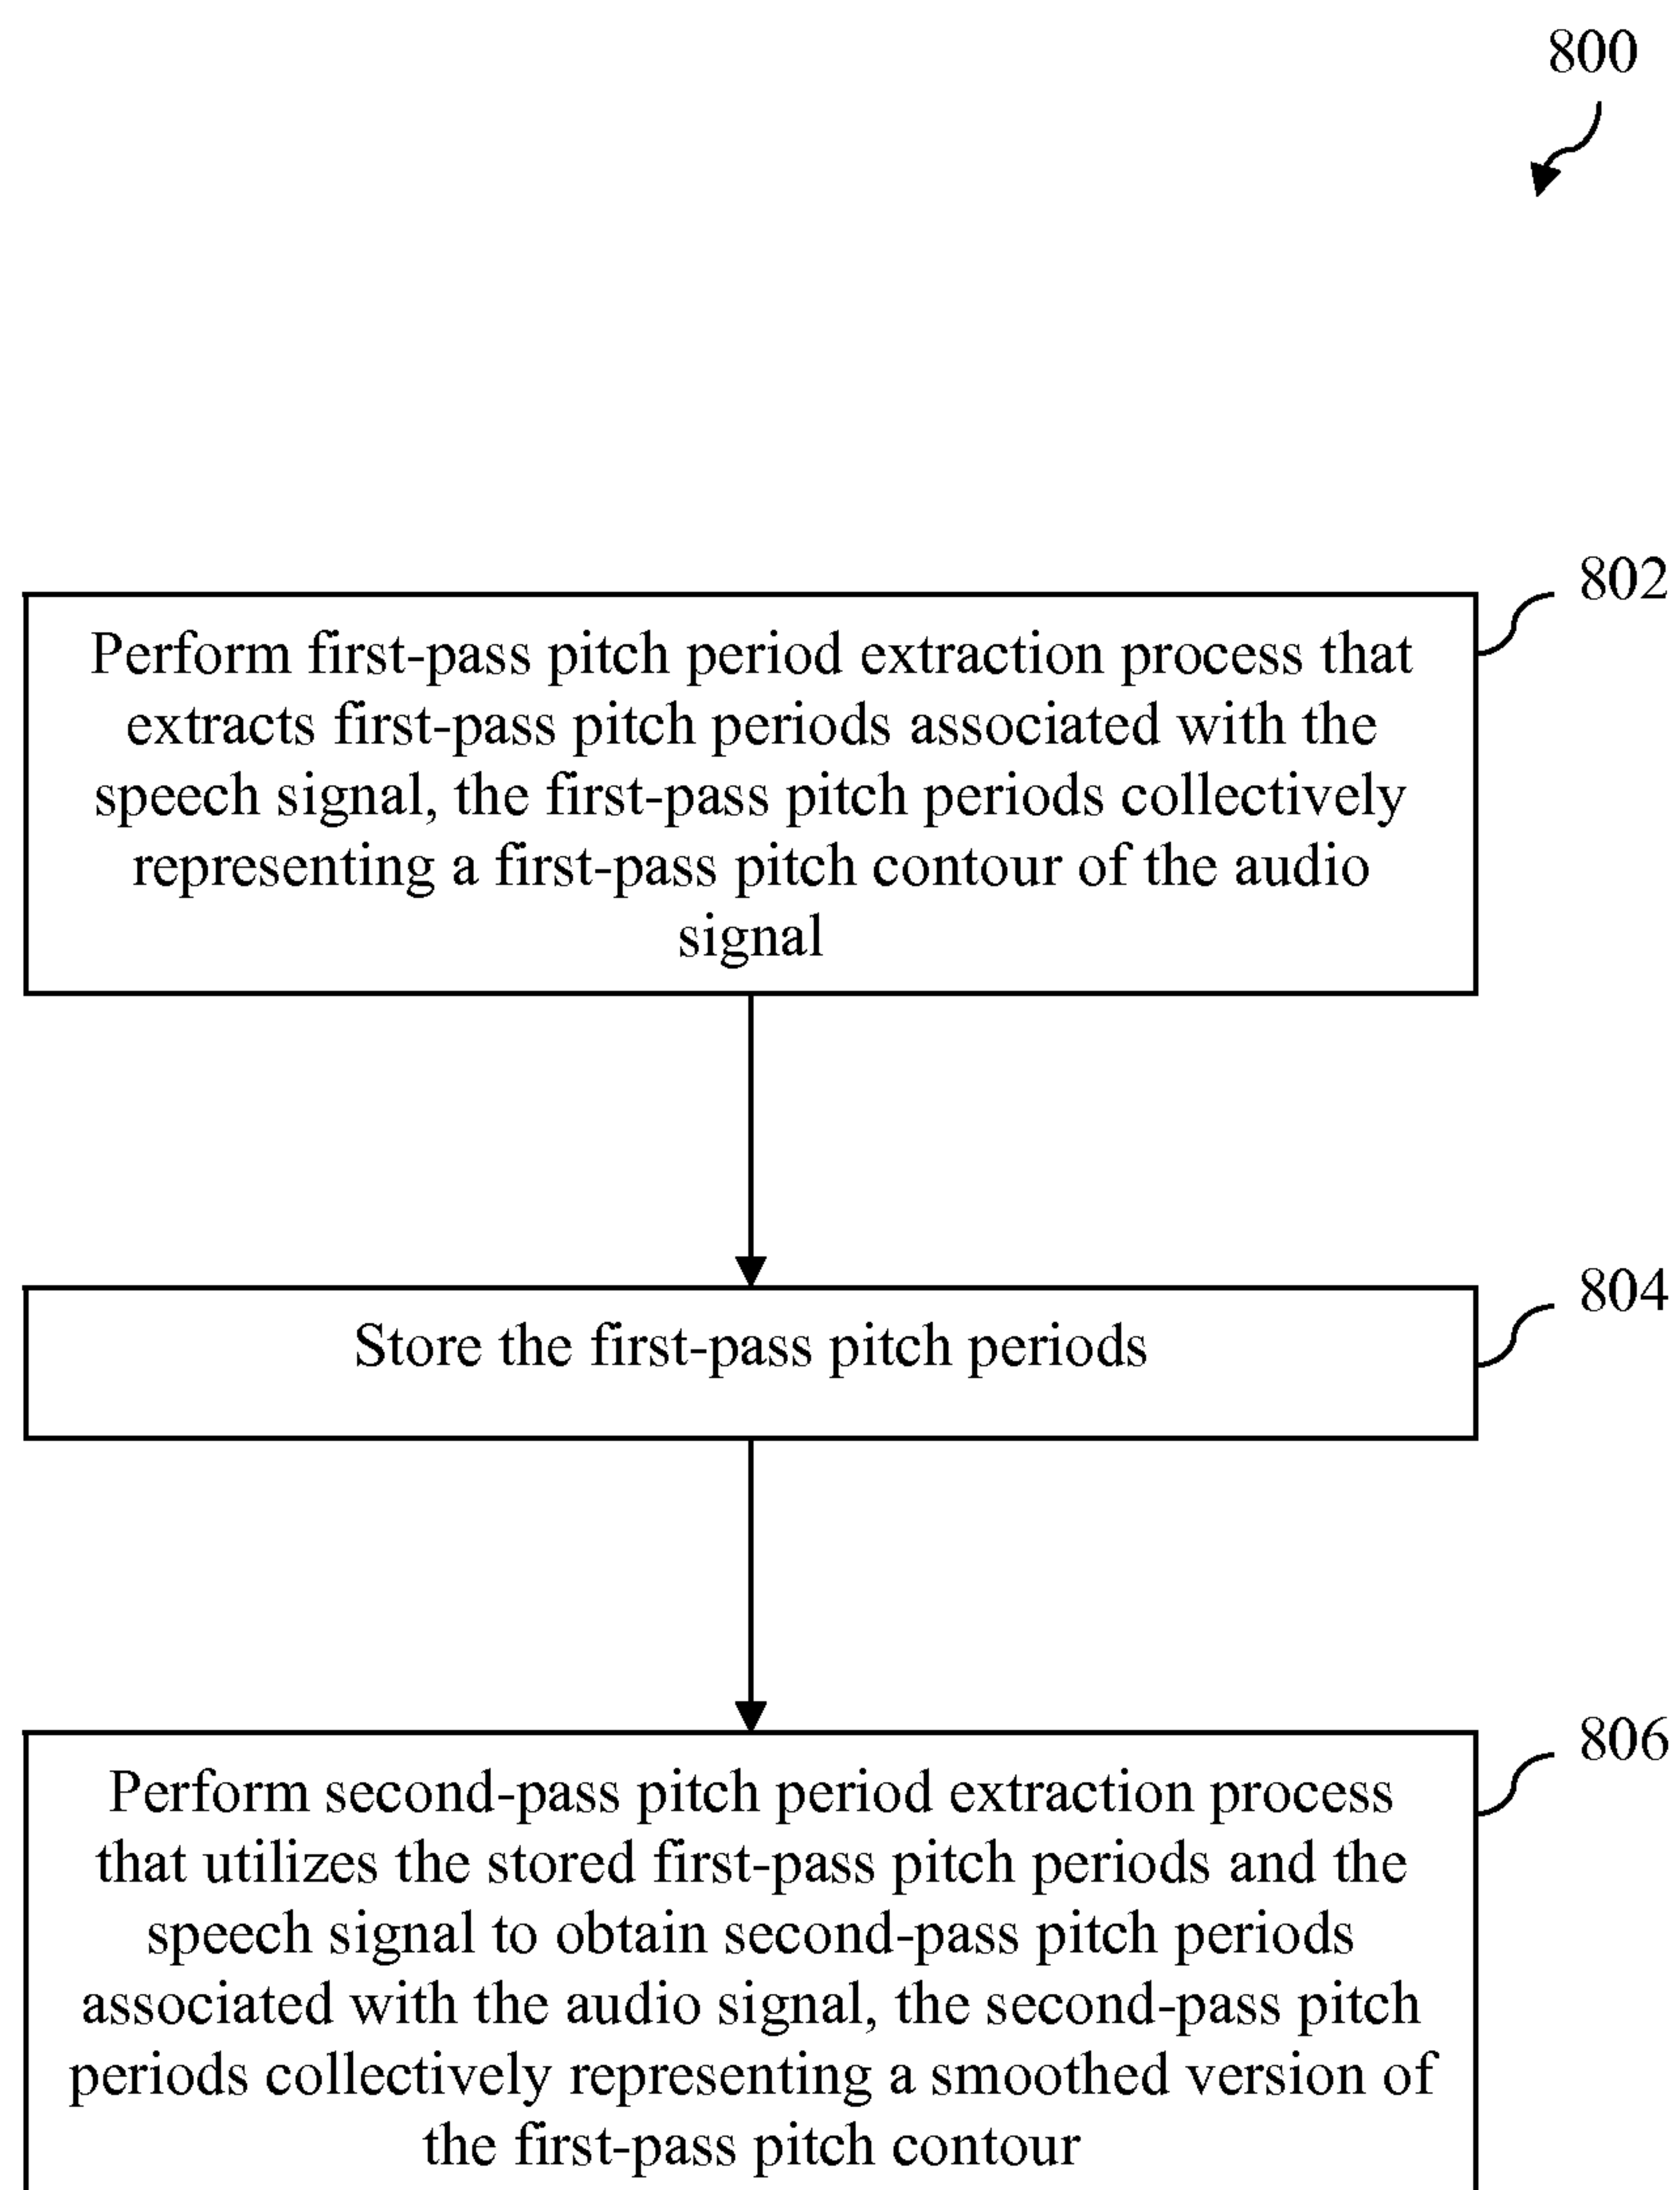 800
802
Perform first-pass pitch period extraction process that
extracts first-pass pitch periods associated with the
speech signal, the first-pass pitch periods collectively
representing a first-pass pitch contour of the audio
signal
804
Store the first-pass pitch periods
806
Perform second-pass pitch period extraction process
that utilizes the stored first-pass pitch periods and the
speech signal to obtain second-pass pitch periods
associated with the audio signal, the second-pass pitch
periods collectively representing a smoothed version of
the first-pass pitch contour